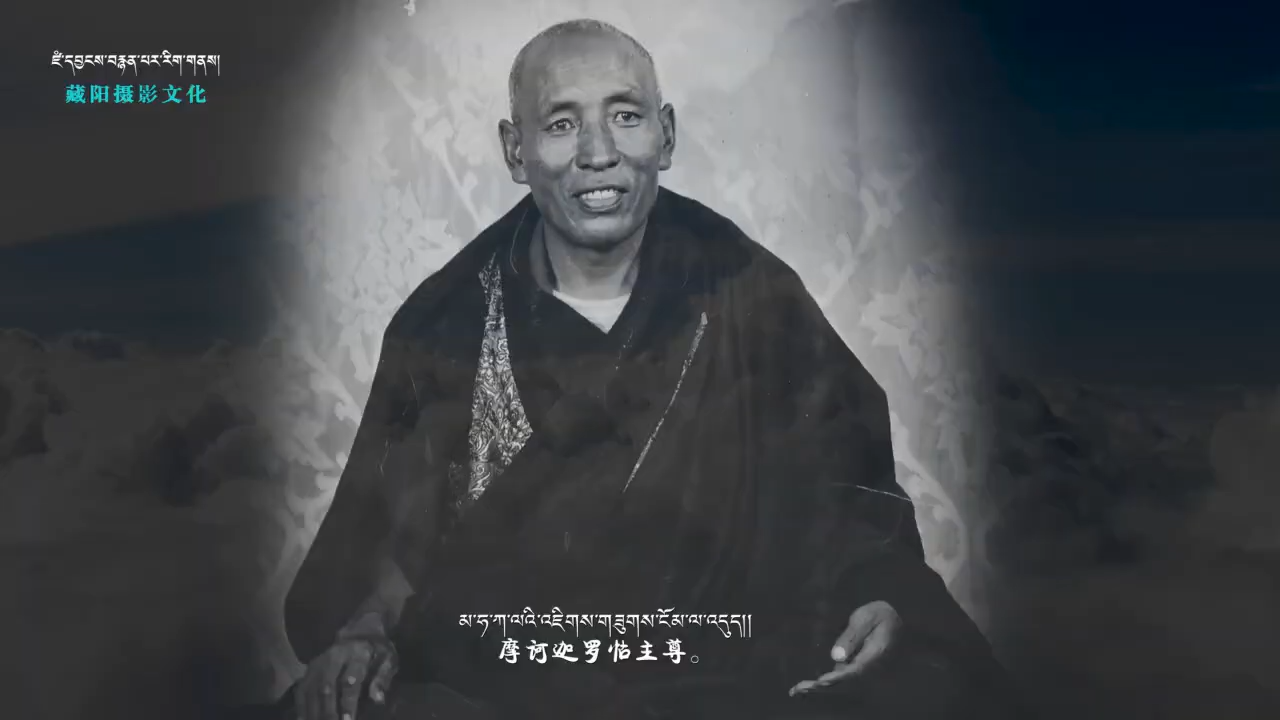 ཛཾ་དབྱངས་བརྙན་པར་རིག་གནས།
藏阳摄影文化
མ་ཧ་ཀ་ལའི་འཇིགས་གཟུགས་ངོམ་ལ་འདུད།།
摩诃迦罗怙主尊。